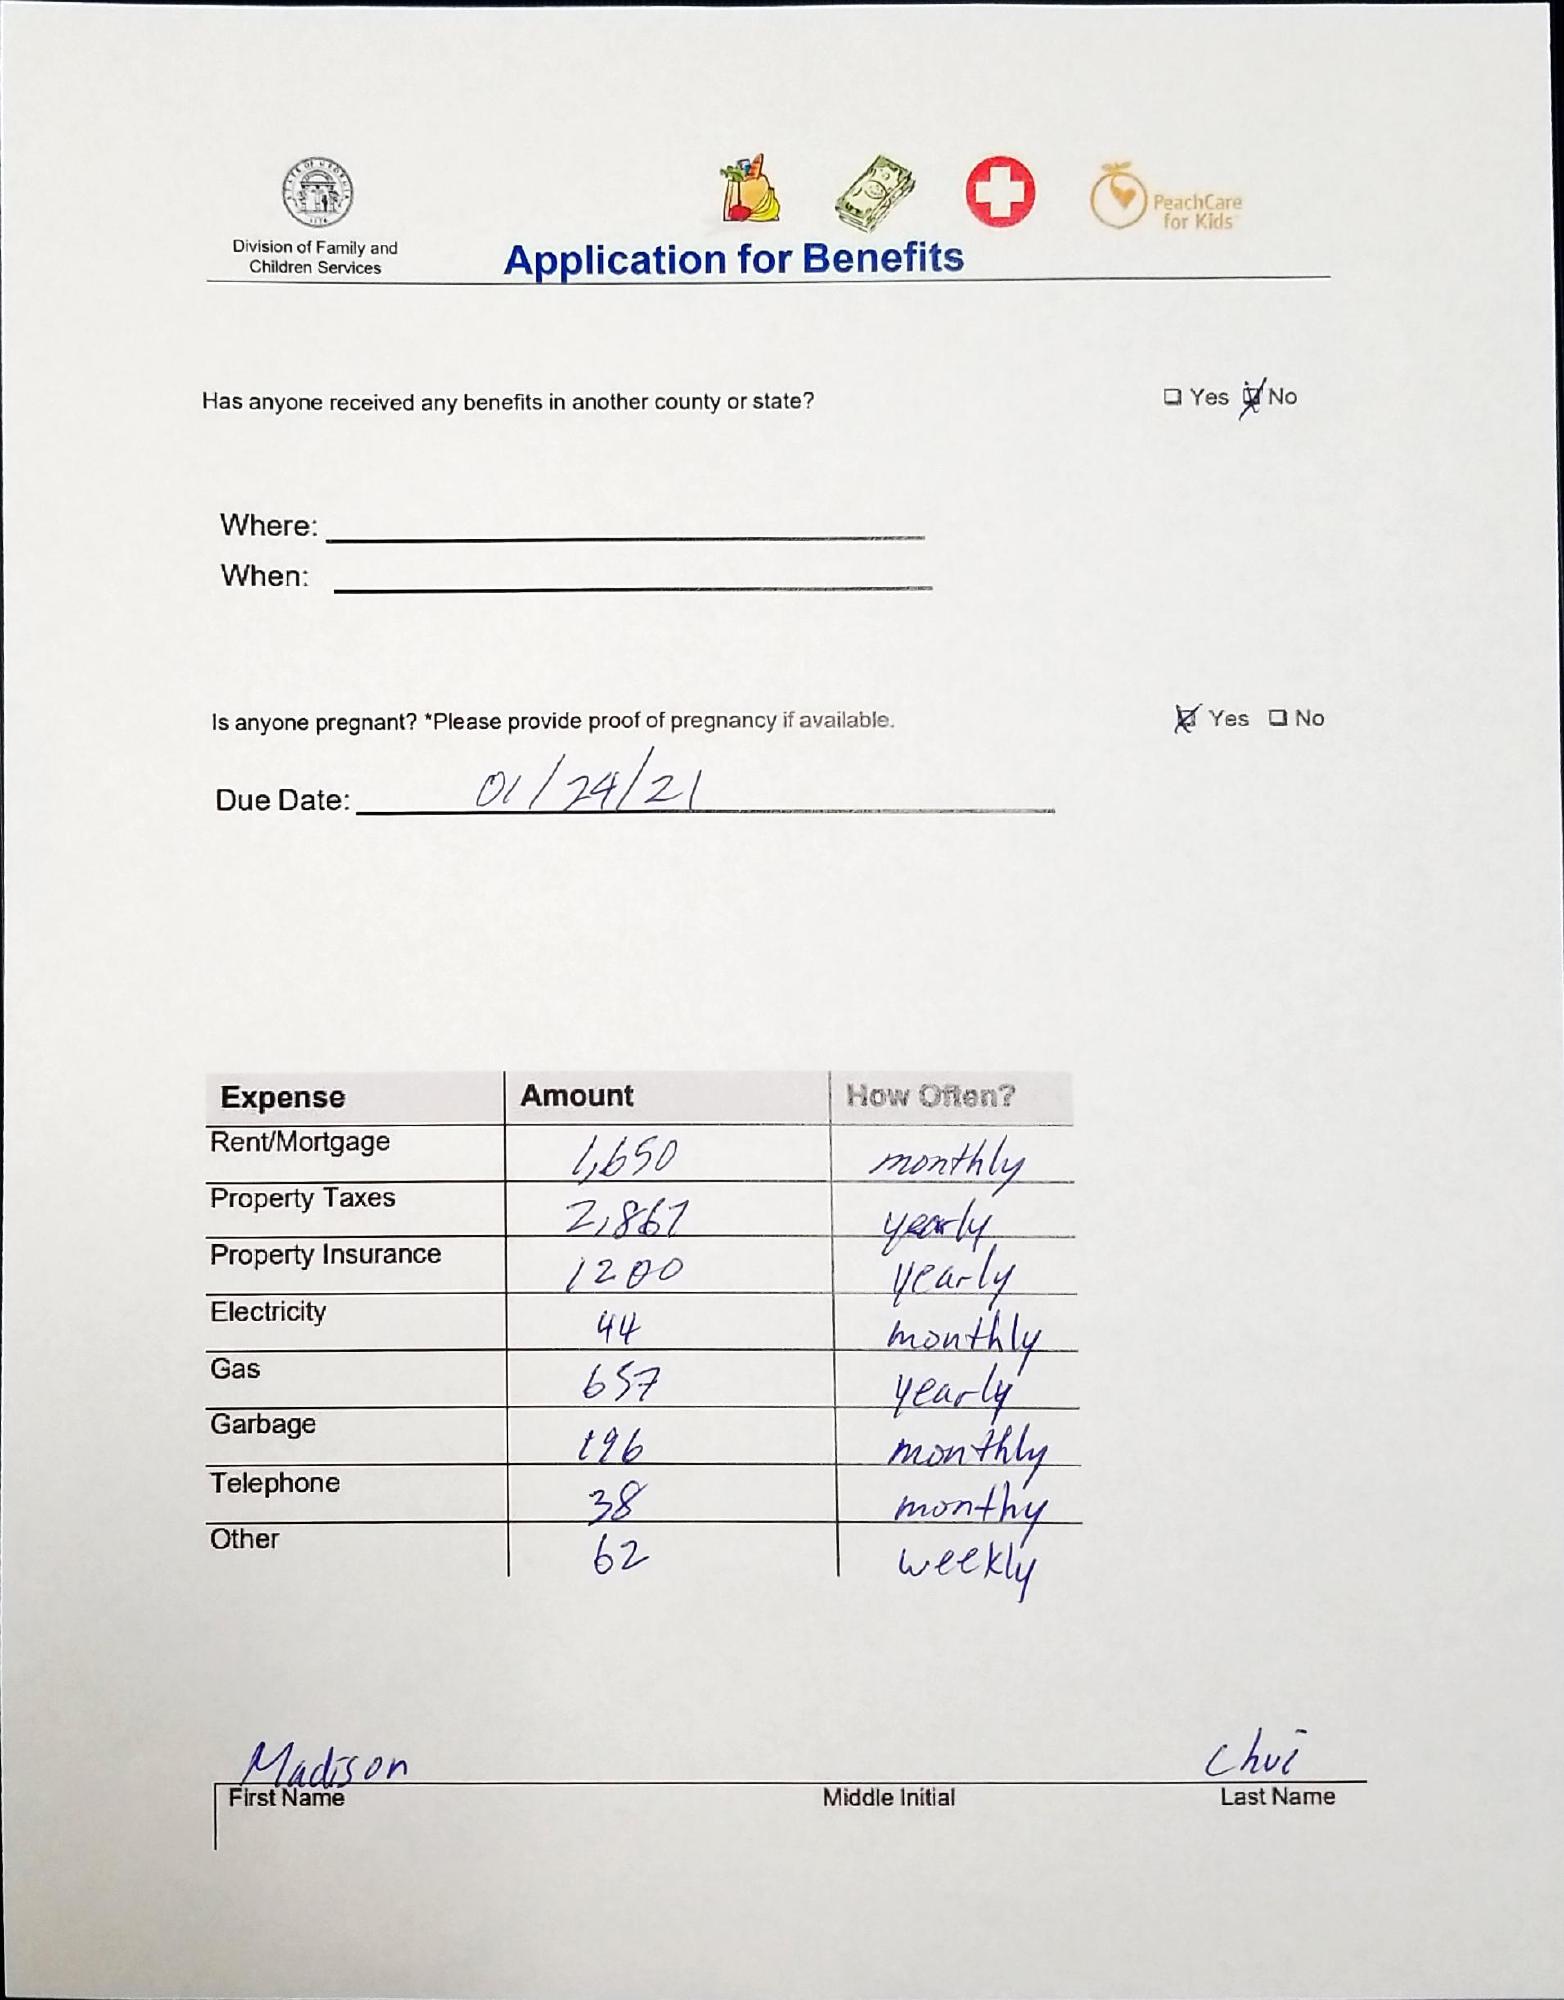 STATE OF GEORGIA
1776
PeachCare
for Kids
Division of Family and
Children Services
Application for Benefits
Has anyone received any benefits in another county or state? ☐ Yes ☒ No
Where:
When:
Is anyone pregnant? *Please provide proof of pregnancy if available. ☒ Yes ☐ No
Due Date: 01/24/21
Expense Amount How Often?
Rent/Mortgage 1,650 monthly
Property Taxes 2,867 yearly
Property Insurance 1200 yearly
Electricity 44 monthly
Gas 657 yearly
Garbage 196 monthly
Telephone 38 monthy
Other 62 weekly
Madison Chui
First Name Middle Initial Last Name